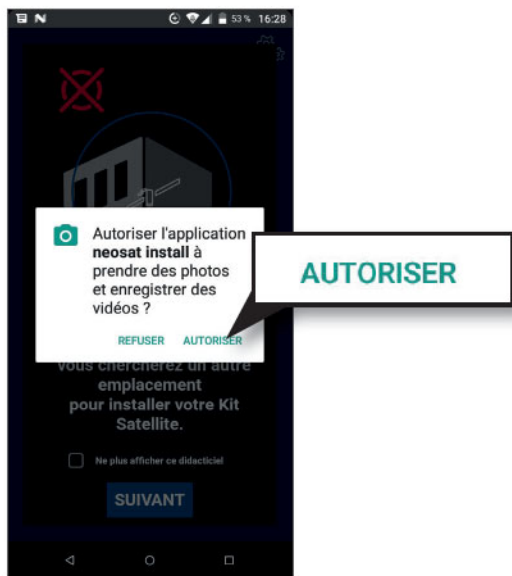 53 % 16:28
Autoriser l'application
neosat install à
prendre des photos
et enregistrer des
vidéos ?
REFUSER AUTORISER
AUTORISER
vous chercherez un autre
emplacement
pour installer votre Kit
Satellite.
Ne plus afficher ce didacticiel
SUIVANT